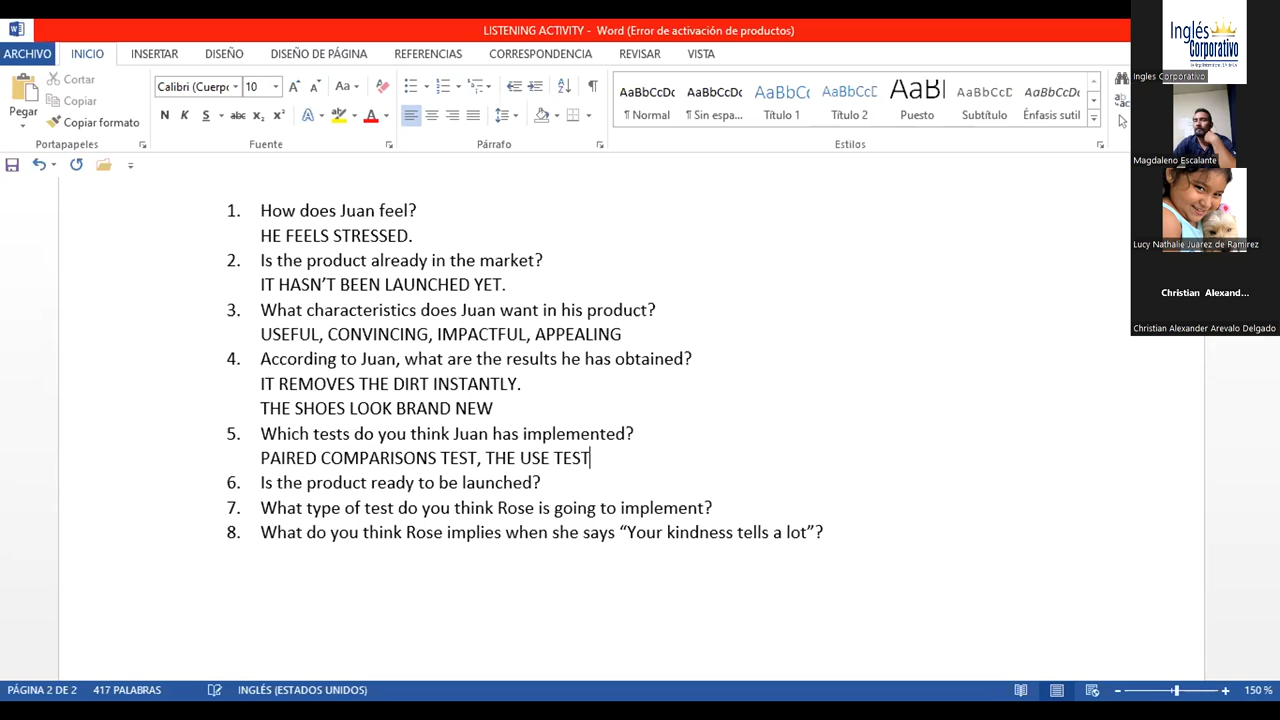 LISTENING ACTIVITY - Word (Error de activación de productos)
ARCHIVO INICIO INSERTAR DISEÑO DISEÑO DE PÁGINA REFERENCIAS CORRESPONDENCIA REVISAR VISTA
Pegar
Cortar
Copiar
Copiar formato
Portapapeles
Calibri (Cuerpo 10
N K S abc x₂ x²
Fuente
Párrafo
AaBbCcDc AaBbCcDc AaBbCc AaBbCcC AaBl AaBbCcD AaBbCcDc
¶ Normal ¶ Sin espa... Título 1 Título 2 Puesto Subtítulo Énfasis sutil
Estilos
1. How does Juan feel?
HE FEELS STRESSED.
2. Is the product already in the market?
IT HASN’T BEEN LAUNCHED YET.
3. What characteristics does Juan want in his product?
USEFUL, CONVINCING, IMPACTFUL, APPEALING
4. According to Juan, what are the results he has obtained?
IT REMOVES THE DIRT INSTANTLY.
THE SHOES LOOK BRAND NEW
5. Which tests do you think Juan has implemented?
PAIRED COMPARISONS TEST, THE USE TEST
6. Is the product ready to be launched?
7. What type of test do you think Rose is going to implement?
8. What do you think Rose implies when she says “Your kindness tells a lot”?
PÁGINA 2 DE 2 417 PALABRAS INGLÉS (ESTADOS UNIDOS)
150 %
Inglés
Corporativo
Ingles Corporativo
Magdaleno Escalante
Lucy Nathalie Juárez de Ramirez
Christian Alexand...
Christian Alexander Arevalo Delgado